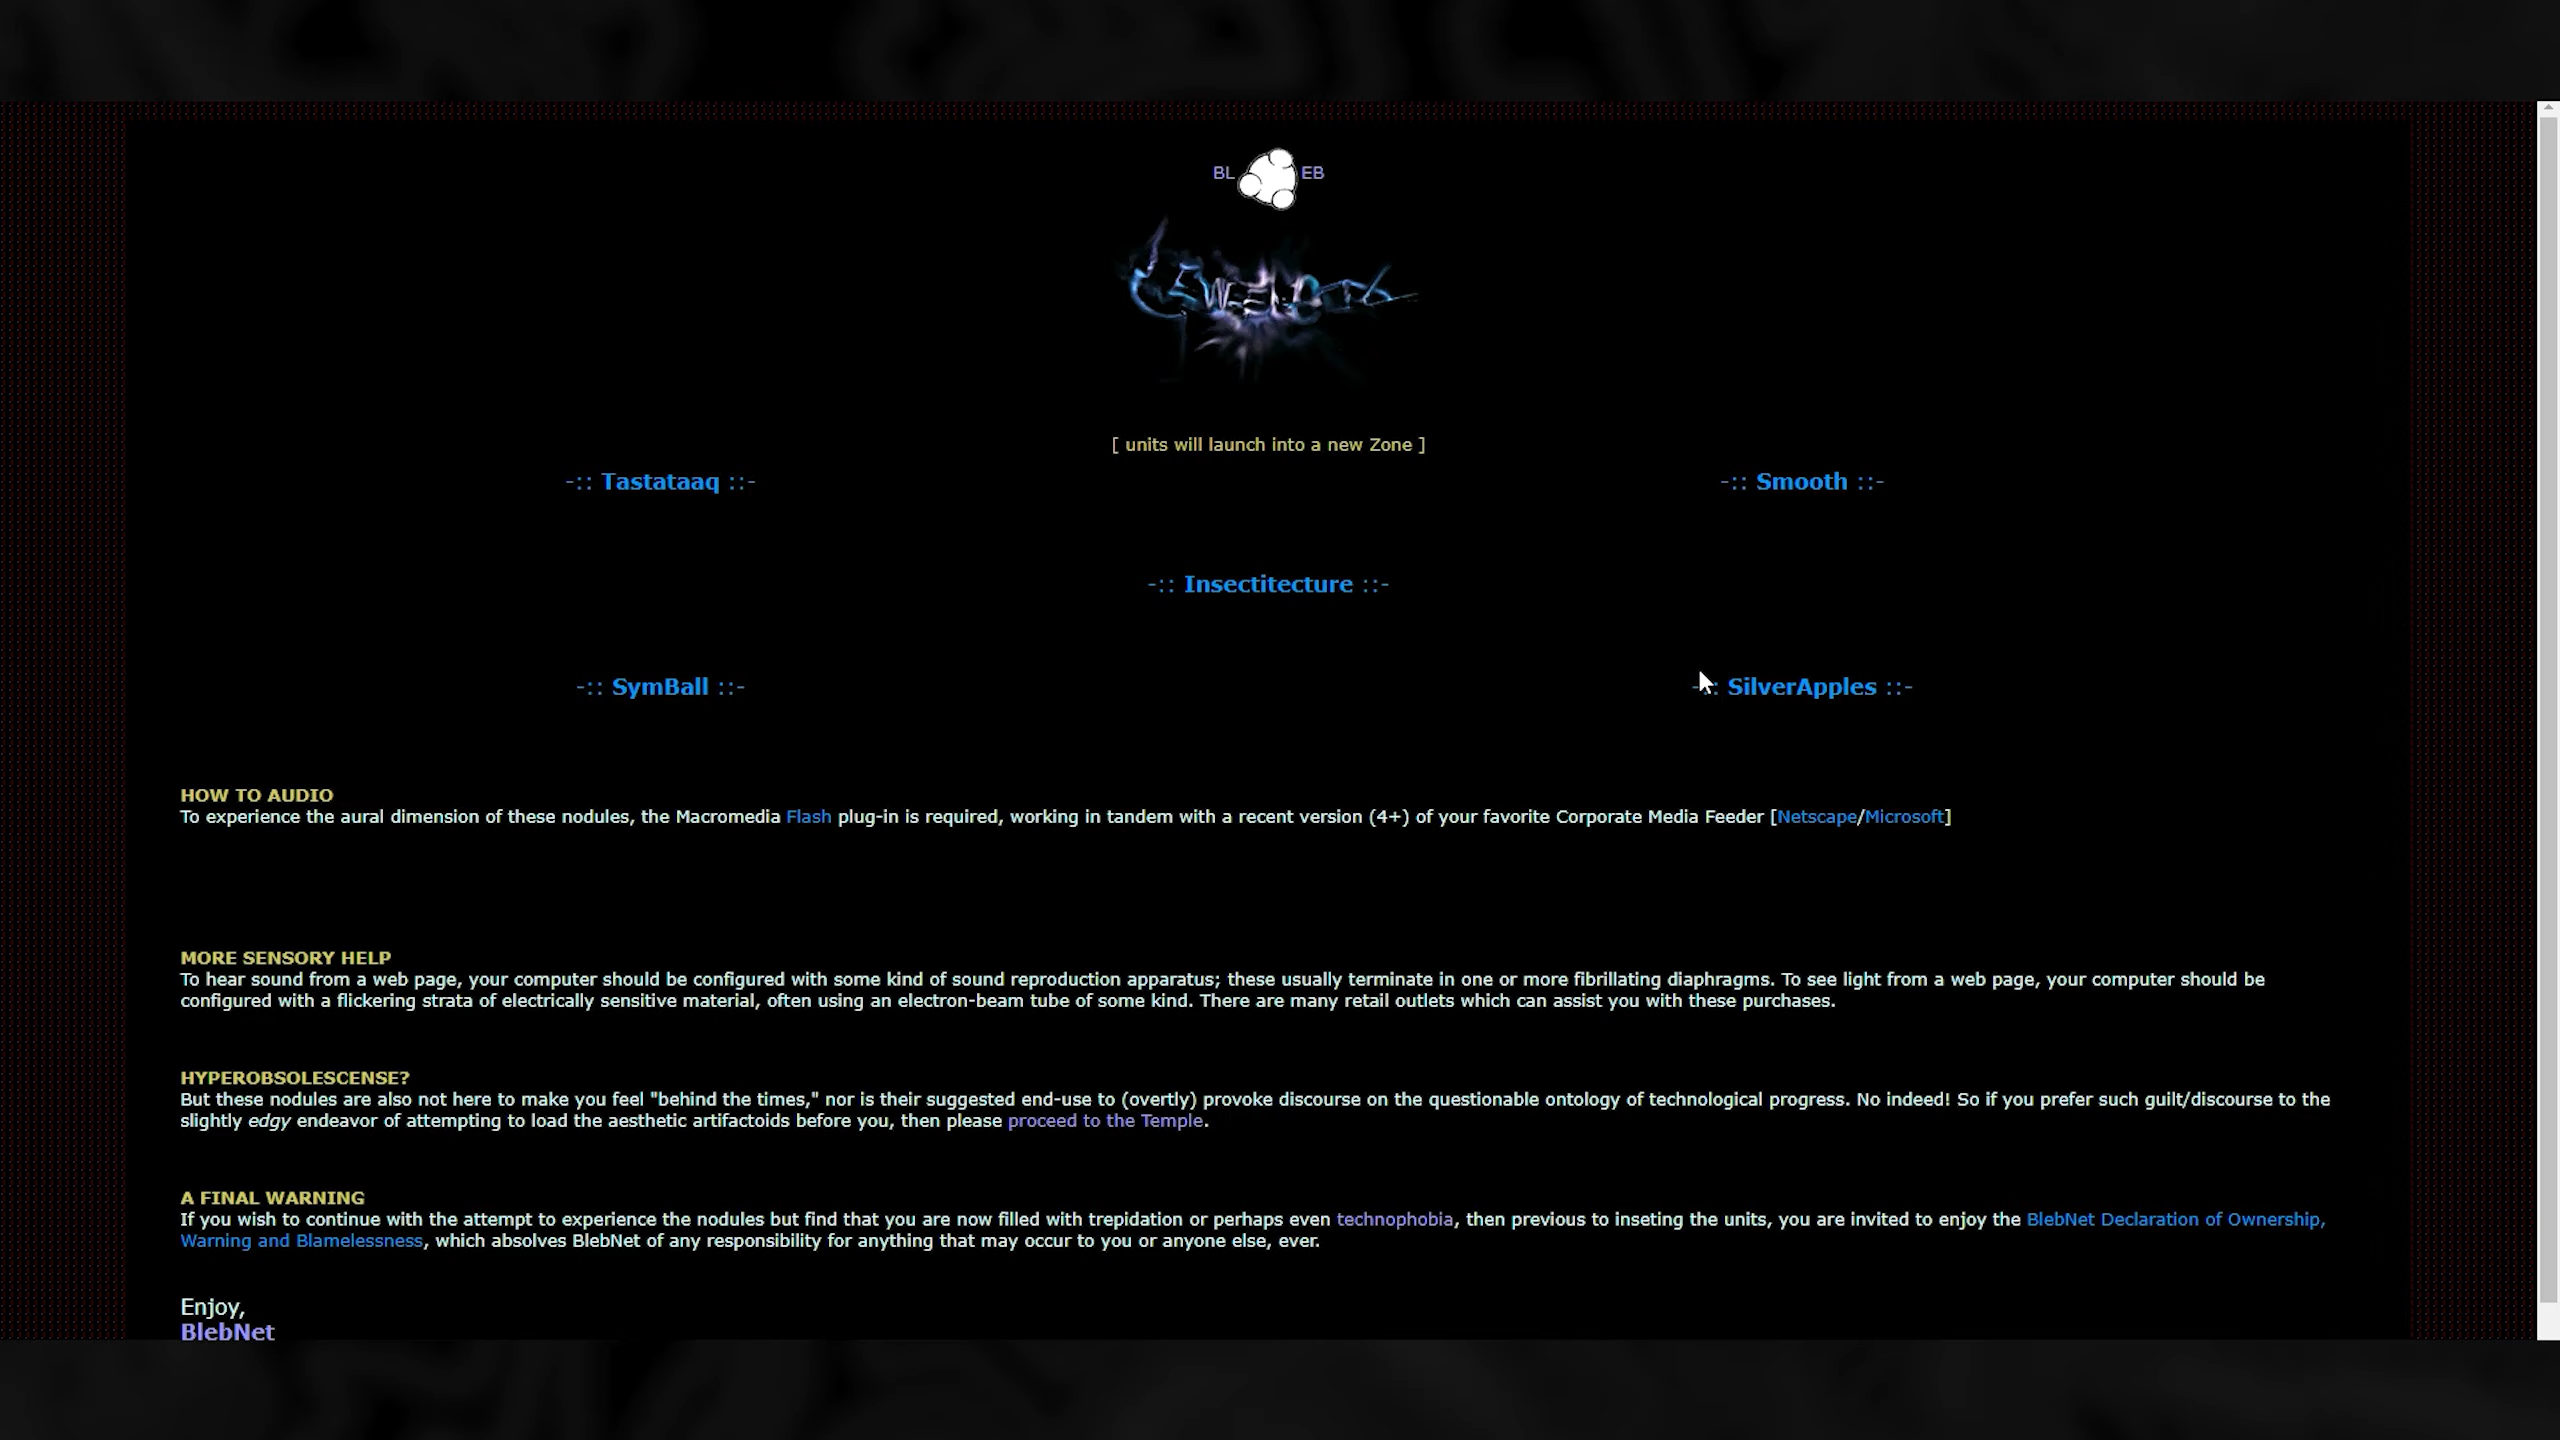 BL EB
[ units will launch into a new Zone ]
-:: Tastataaq ::- -:: Smooth ::-
-:: Insectitecture ::-
-:: SymBall ::- -:: SilverApples ::-
HOW TO AUDIO
To experience the aural dimension of these nodules, the Macromedia Flash plug-in is required, working in tandem with a recent version (4+) of your favorite Corporate Media Feeder [Netscape/Microsoft]
MORE SENSORY HELP
To hear sound from a web page, your computer should be configured with some kind of sound reproduction apparatus; these usually terminate in one or more fibrillating diaphragms. To see light from a web page, your computer should be
configured with a flickering strata of electrically sensitive material, often using an electron-beam tube of some kind. There are many retail outlets which can assist you with these purchases.
HYPEROBSOLESCENSE?
But these nodules are also not here to make you feel "behind the times," nor is their suggested end-use to (overtly) provoke discourse on the questionable ontology of technological progress. No indeed! So if you prefer such guilt/discourse to the
slightly edgy endeavor of attempting to load the aesthetic artifactoids before you, then please proceed to the Temple.
A FINAL WARNING
If you wish to continue with the attempt to experience the nodules but find that you are now filled with trepidation or perhaps even technophobia, then previous to inseting the units, you are invited to enjoy the BlebNet Declaration of Ownership,
Warning and Blamelessness, which absolves BlebNet of any responsibility for anything that may occur to you or anyone else, ever.
Enjoy,
BlebNet